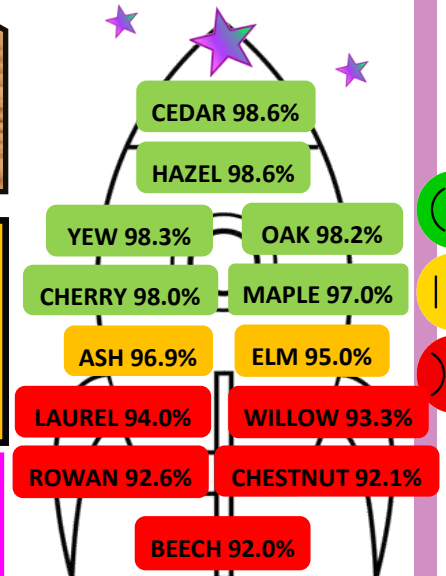 CEDAR 98.6%
HAZEL 98.6%
YEW 98.3% OAK 98.2%
CHERRY 98.0% MAPLE 97.0%
ASH 96.9% ELM 95.0%
LAUREL 94.0% WILLOW 93.3%
ROWAN 92.6% CHESTNUT 92.1%
BEECH 92.0%